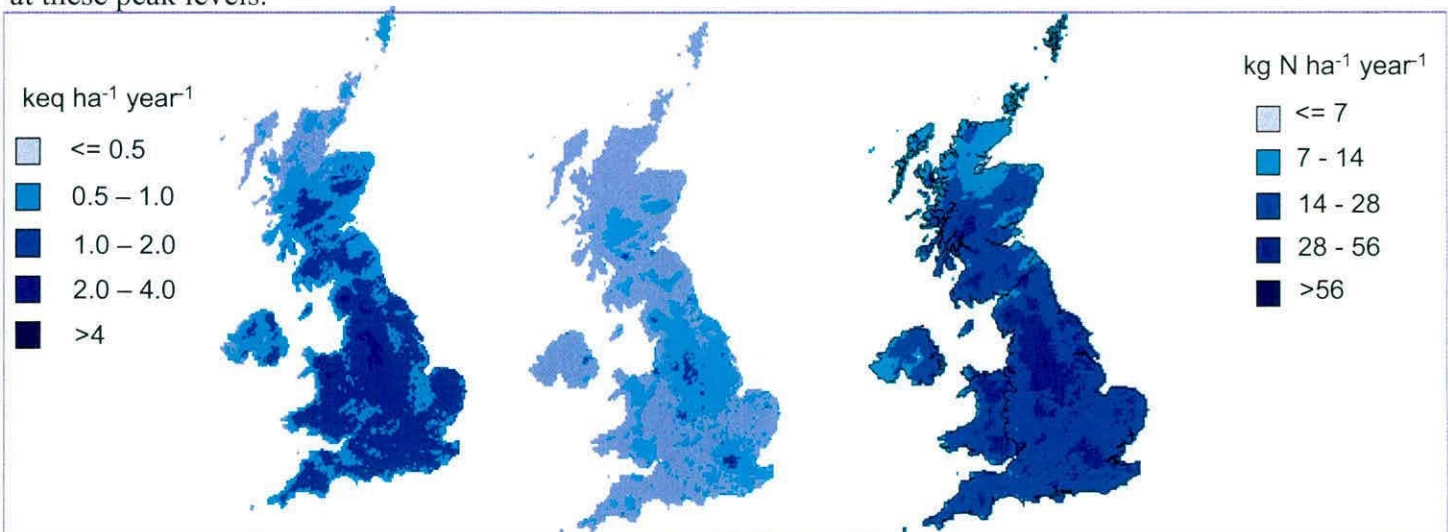 at these peak levels.
keq ha⁻¹ year⁻¹
<= 0.5
0.5 – 1.0
1.0 – 2.0
2.0 – 4.0
>4
kg N ha⁻¹ year⁻¹
<= 7
7 - 14
14 - 28
28 - 56
>56